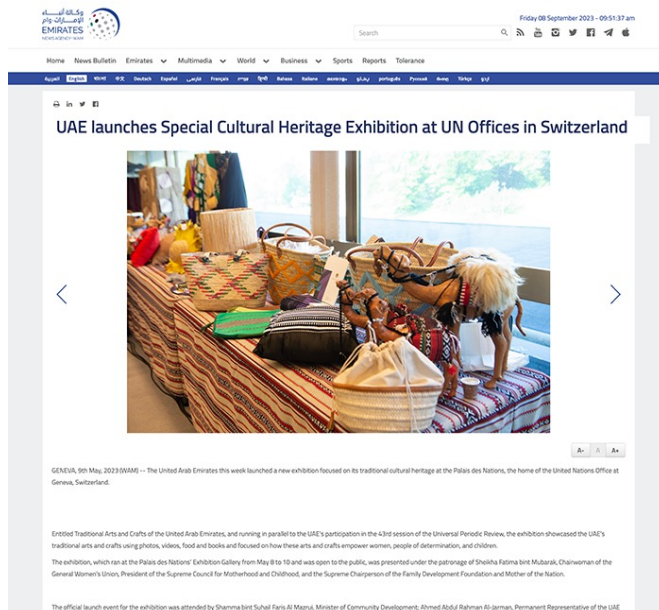 وكالة أنباء
الإمارات-وام
EMIRATES
NEWS AGENCY-WAM
Friday 08 September 2023 - 09:51:37 am
Search
Home News Bulletin Emirates Multimedia World Business Sports Reports Tolerance
العربية English বাংলা 中文 Deutsch Español فارسی Français עברית हिन्दी Bahasa Italiano മലയാളം پښتو português Русский සිංහල Türkçe اردو
UAE launches Special Cultural Heritage Exhibition at UN Offices in Switzerland
A- A A+
GENEVA, 9th May, 2023 (WAM) -- The United Arab Emirates this week launched a new exhibition focused on its traditional cultural heritage at the Palais des Nations, the home of the United Nations Office at
Geneva, Switzerland.
Entitled Traditional Arts and Crafts of the United Arab Emirates, and running in parallel to the UAE's participation in the 43rd session of the Universal Periodic Review, the exhibition showcased the UAE's
traditional arts and crafts using photos, videos, food and books and focused on how these arts and crafts empower women, people of determination, and children.
The exhibition, which ran at the Palais des Nations' Exhibition Gallery from May 8 to 10 and was open to the public, was presented under the patronage of Sheikha Fatima bint Mubarak, Chairwoman of the
General Women's Union, President of the Supreme Council for Motherhood and Childhood, and the Supreme Chairperson of the Family Development Foundation and Mother of the Nation.
The official launch event for the exhibition was attended by Shamma bint Suhail Faris Al Mazrui, Minister of Community Development; Ahmed Abdul Rahman Al-Jarman, Permanent Representative of the UAE